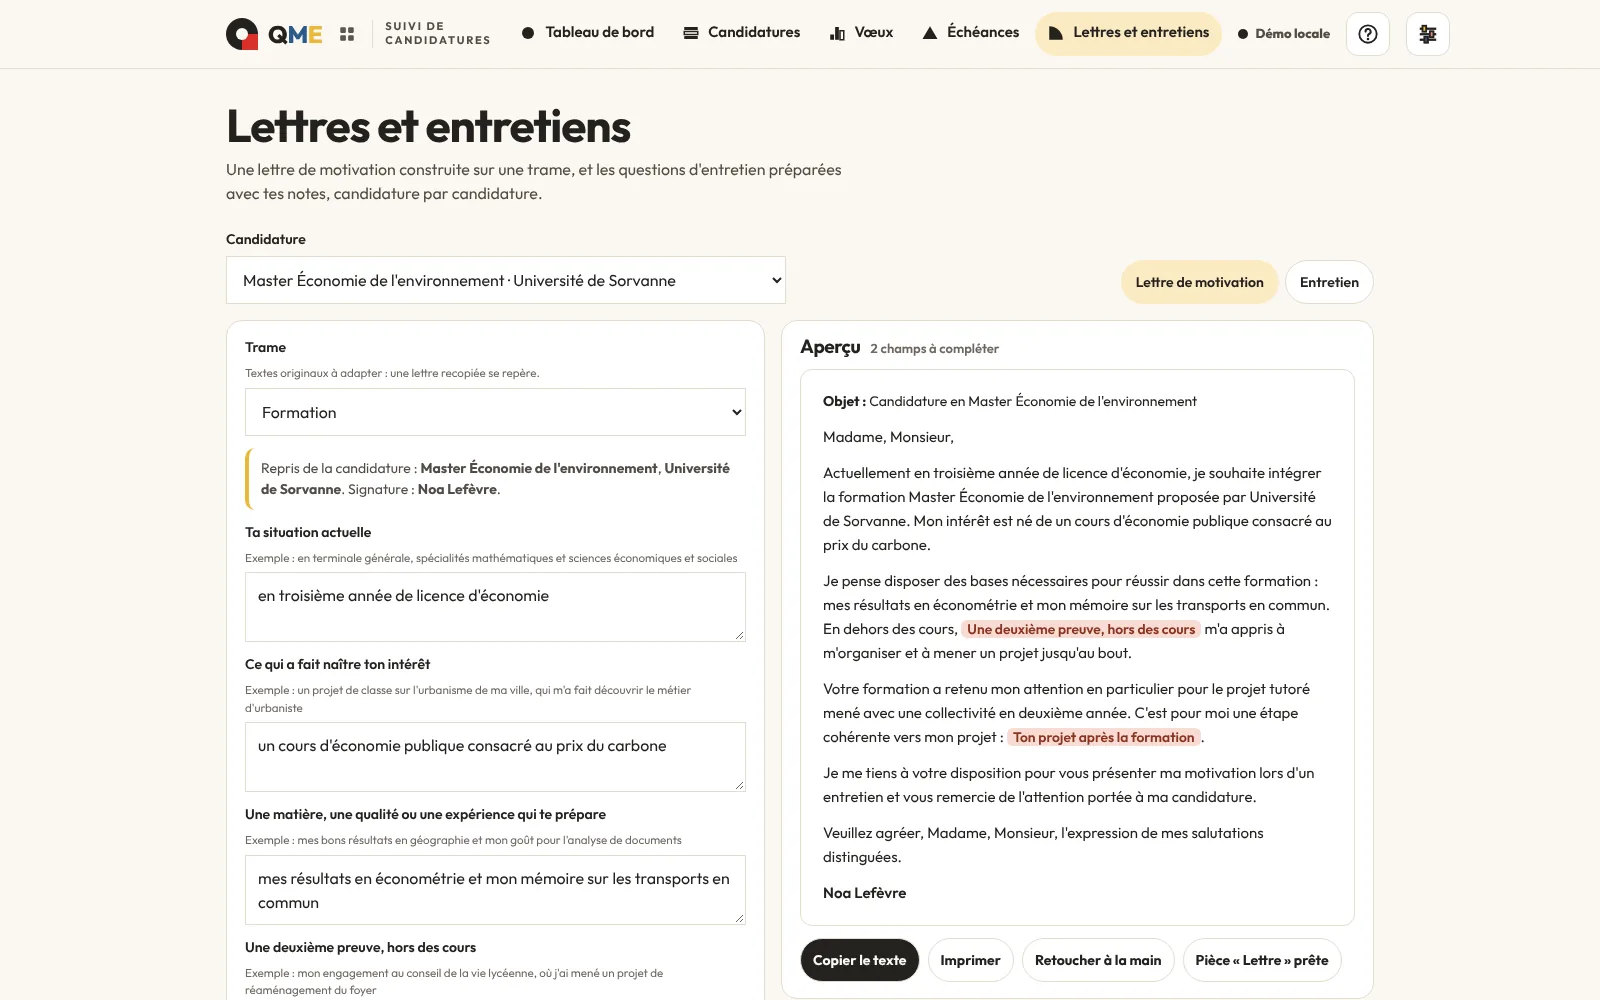 QME
SUIVI DE
CANDIDATURES
Tableau de bord
Candidatures
Vœux
Échéances
Lettres et entretiens
Démo locale
Lettres et entretiens
Une lettre de motivation construite sur une trame, et les questions d'entretien préparées
avec tes notes, candidature par candidature.
Candidature
Master Économie de l'environnement · Université de Sorvanne
Lettre de motivation
Entretien
Trame
Textes originaux à adapter : une lettre recopiée se repère.
Formation
Repris de la candidature : Master Économie de l'environnement, Université
de Sorvanne. Signature : Noa Lefèvre.
Ta situation actuelle
Exemple : en terminale générale, spécialités mathématiques et sciences économiques et sociales
en troisième année de licence d'économie
Ce qui a fait naître ton intérêt
Exemple : un projet de classe sur l'urbanisme de ma ville, qui m'a fait découvrir le métier
d'urbaniste
un cours d'économie publique consacré au prix du carbone
Une matière, une qualité ou une expérience qui te prépare
Exemple : mes bons résultats en géographie et mon goût pour l'analyse de documents
mes résultats en économétrie et mon mémoire sur les transports en
commun
Une deuxième preuve, hors des cours
Exemple : mon engagement au conseil de la vie lycéenne, où j'ai mené un projet de
réaménagement du foyer
Aperçu 2 champs à compléter
Objet : Candidature en Master Économie de l'environnement
Madame, Monsieur,
Actuellement en troisième année de licence d'économie, je souhaite intégrer
la formation Master Économie de l'environnement proposée par Université
de Sorvanne. Mon intérêt est né de un cours d'économie publique consacré au
prix du carbone.
Je pense disposer des bases nécessaires pour réussir dans cette formation :
mes résultats en économétrie et mon mémoire sur les transports en commun.
En dehors des cours, Une deuxième preuve, hors des cours m'a appris à
m'organiser et à mener un projet jusqu'au bout.
Votre formation a retenu mon attention en particulier pour le projet tutoré
mené avec une collectivité en deuxième année. C'est pour moi une étape
cohérente vers mon projet : Ton projet après la formation.
Je me tiens à votre disposition pour vous présenter ma motivation lors d'un
entretien et vous remercie de l'attention portée à ma candidature.
Veuillez agréer, Madame, Monsieur, l'expression de mes salutations
distinguées.
Noa Lefèvre
Copier le texte
Imprimer
Retoucher à la main
Pièce « Lettre » prête